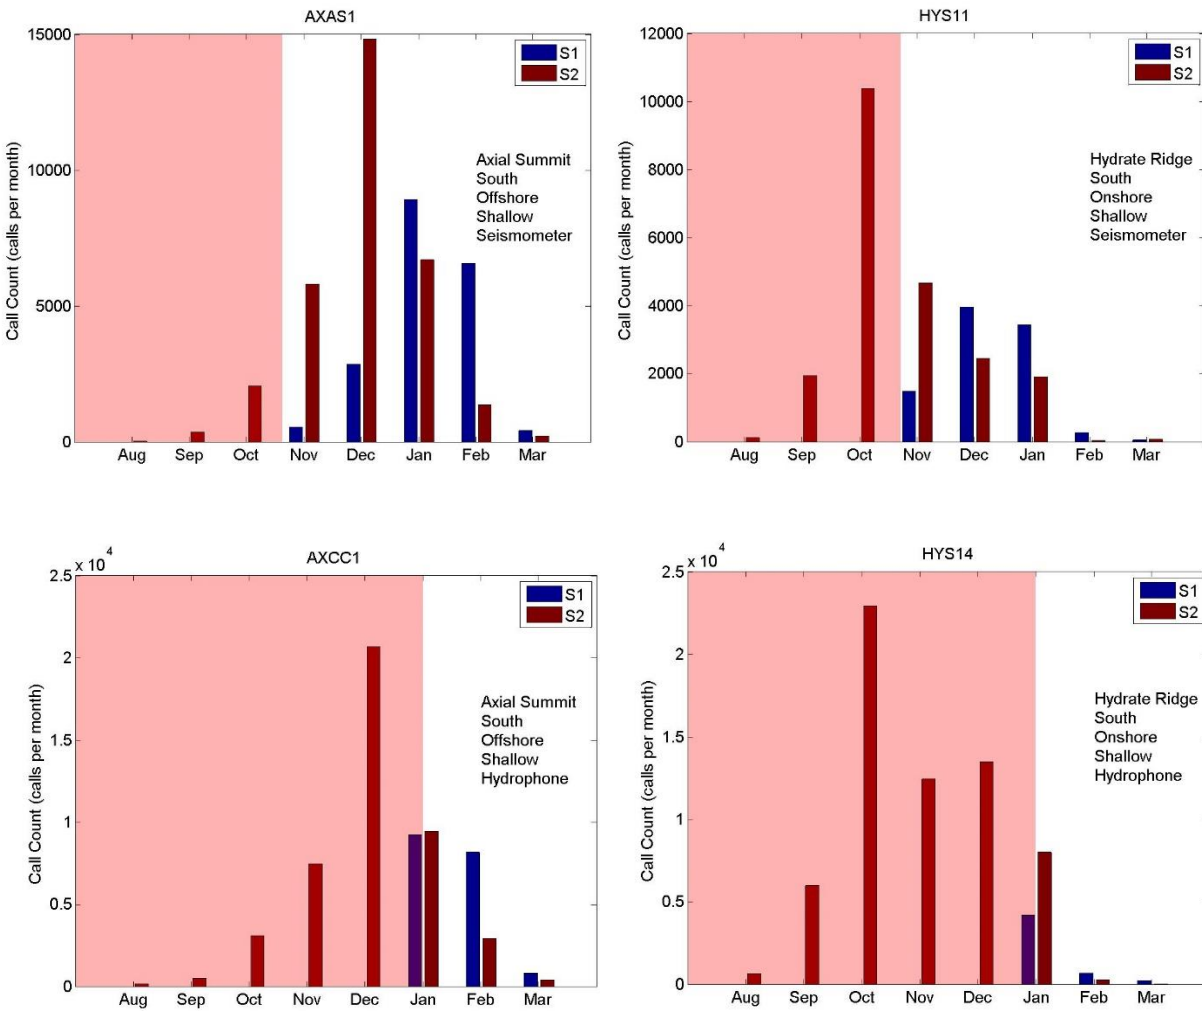 AXAS1
15000
10000
5000
0
Call Count (calls per month)
S1
S2
Axial Summit
South
Offshore
Shallow
Seismometer
Aug Sep Oct Nov Dec Jan Feb Mar
HYS11
12000
10000
8000
6000
4000
2000
0
Call Count (calls per month)
S1
S2
Hydrate Ridge
South
Onshore
Shallow
Seismometer
Aug Sep Oct Nov Dec Jan Feb Mar
AXCC1
x 10^4
2.5
2
1.5
1
0.5
0
Call Count (calls per month)
S1
S2
Axial Summit
South
Offshore
Shallow
Hydrophone
Aug Sep Oct Nov Dec Jan Feb Mar
HYS14
x 10^4
2.5
2
1.5
1
0.5
0
Call Count (calls per month)
S1
S2
Hydrate Ridge
South
Onshore
Shallow
Hydrophone
Aug Sep Oct Nov Dec Jan Feb Mar